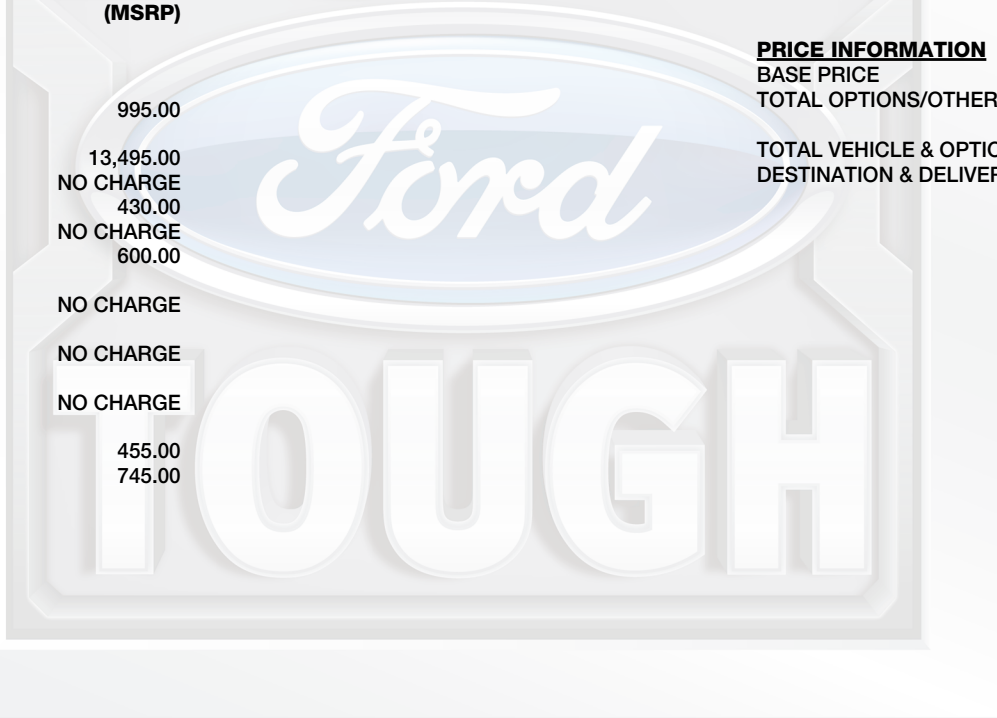 (MSRP)
995.00
13,495.00
NO CHARGE
430.00
NO CHARGE
600.00
NO CHARGE
NO CHARGE
NO CHARGE
455.00
745.00
PRICE INFORMATION
BASE PRICE
TOTAL OPTIONS/OTHER
TOTAL VEHICLE & OPTIO
DESTINATION & DELIVER
Ford
TOUGH